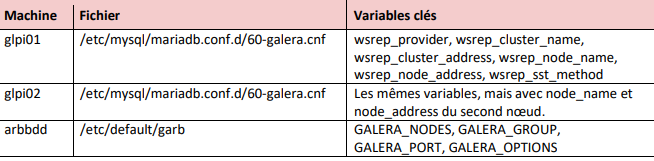 Machine Fichier Variables clés
glpi01 /etc/mysql/mariadb.conf.d/60-galera.cnf wsrep_provider, wsrep_cluster_name,
wsrep_cluster_address, wsrep_node_name,
wsrep_node_address, wsrep_sst_method
glpi02 /etc/mysql/mariadb.conf.d/60-galera.cnf Les mêmes variables, mais avec node_name et
node_address du second nœud.
arbbdd /etc/default/garb GALERA_NODES, GALERA_GROUP,
GALERA_PORT, GALERA_OPTIONS